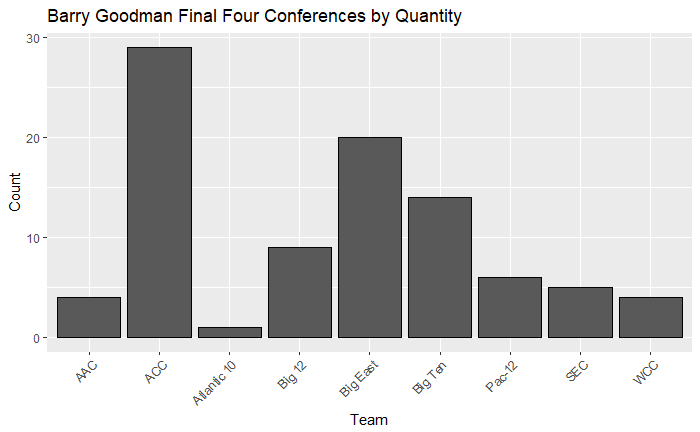 Barry Goodman Final Four Conferences by Quantity
30
20
10
0
Count
AAC
ACC
Atlantic 10
Big 12
Big East
Big Ten
Pac-12
SEC
WCC
Team